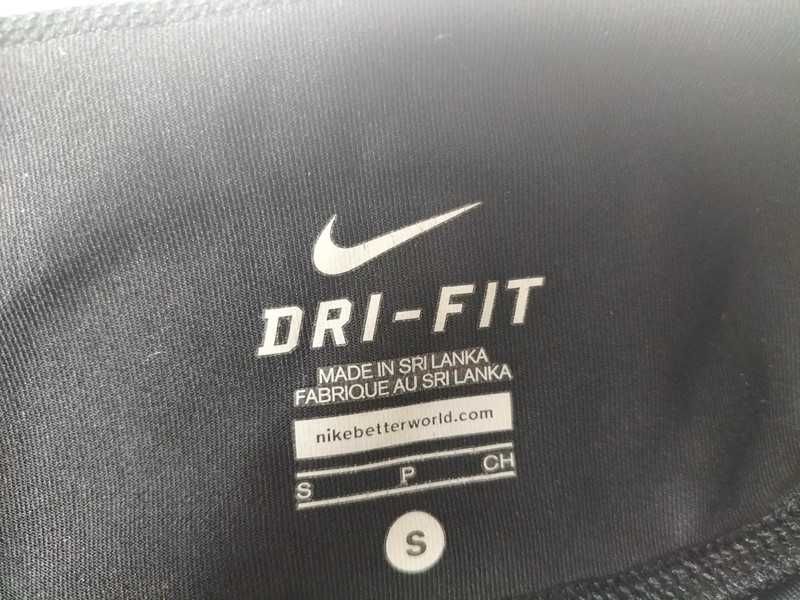 DRI-FIT
MADE IN SRI LANKA
FABRIQUE AU SRI LANKA
nikebetterworld.com
S P CH
S